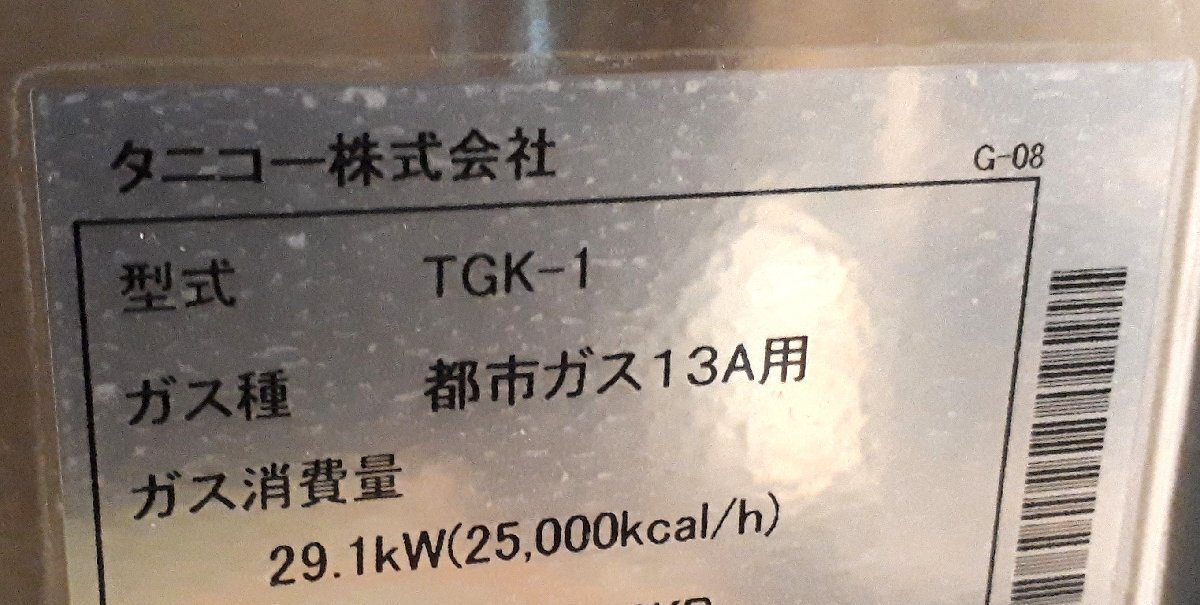 タニコー株式会社
G-08
型式 TGK-1
ガス種 都市ガス13A用
ガス消費量
29.1kW(25,000kcal/h)